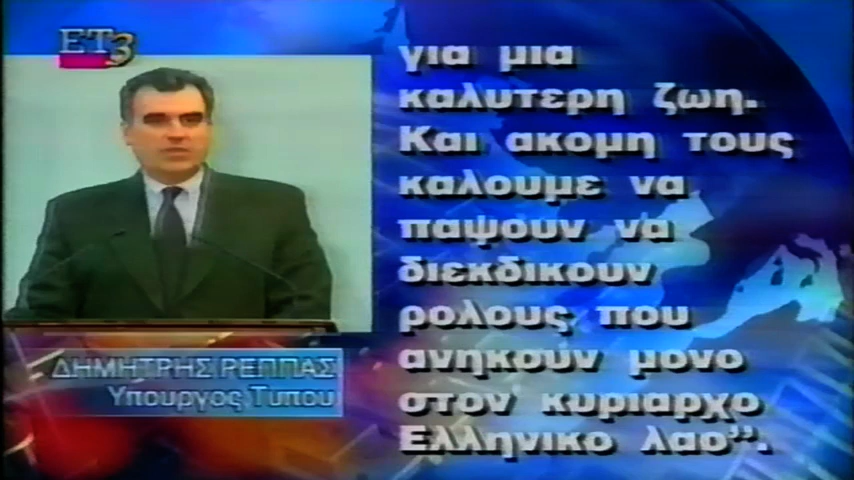 ΕΤ3
για μια
καλυτερη ζωη.
Και ακομη τους
καλουμε να
παψουν να
διεκδικουν
ρολους που
ανηκουν μονο
στον κυριαρχο
Ελληνικο λαο”.
ΔΗΜΗΤΡΗΣ ΡΕΠΠΑΣ
Υπουργος Τυπου